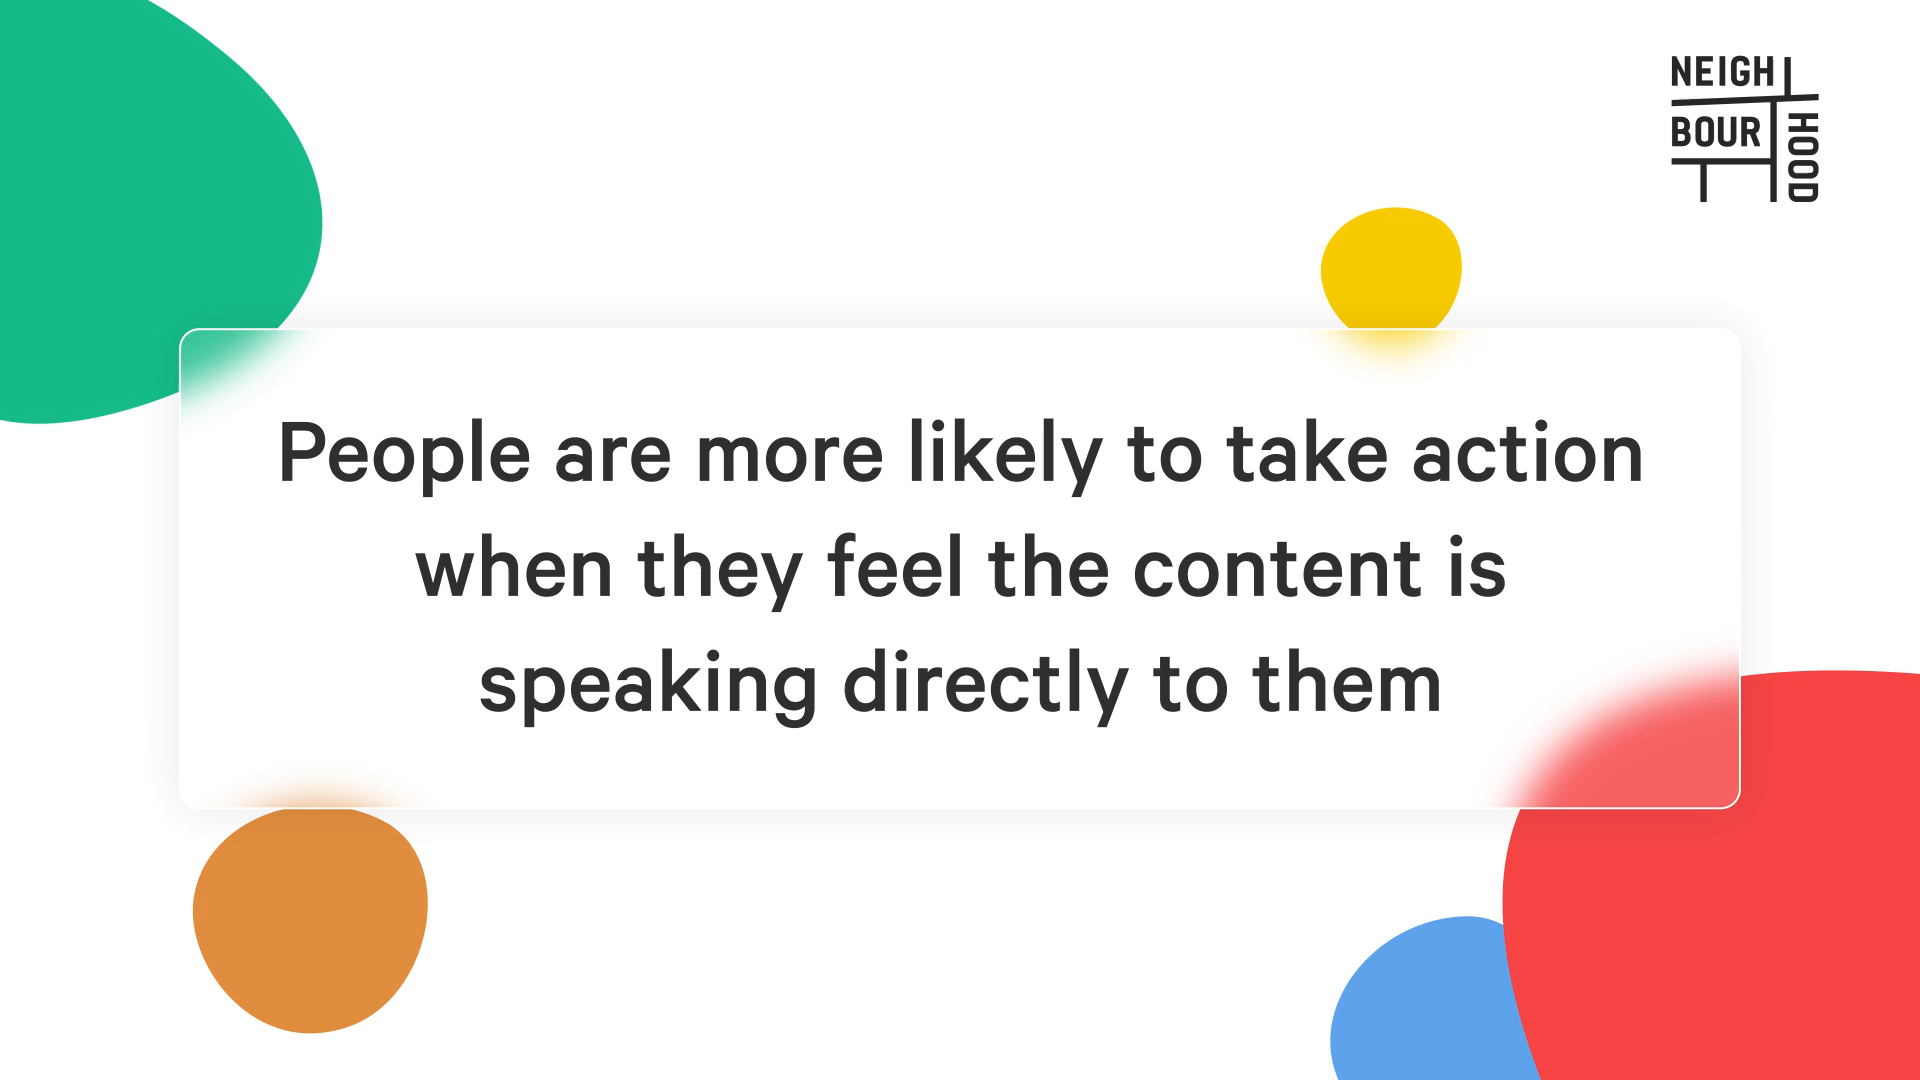 NEIGH
BOUR
HOOD
People are more likely to take action
when they feel the content is
speaking directly to them